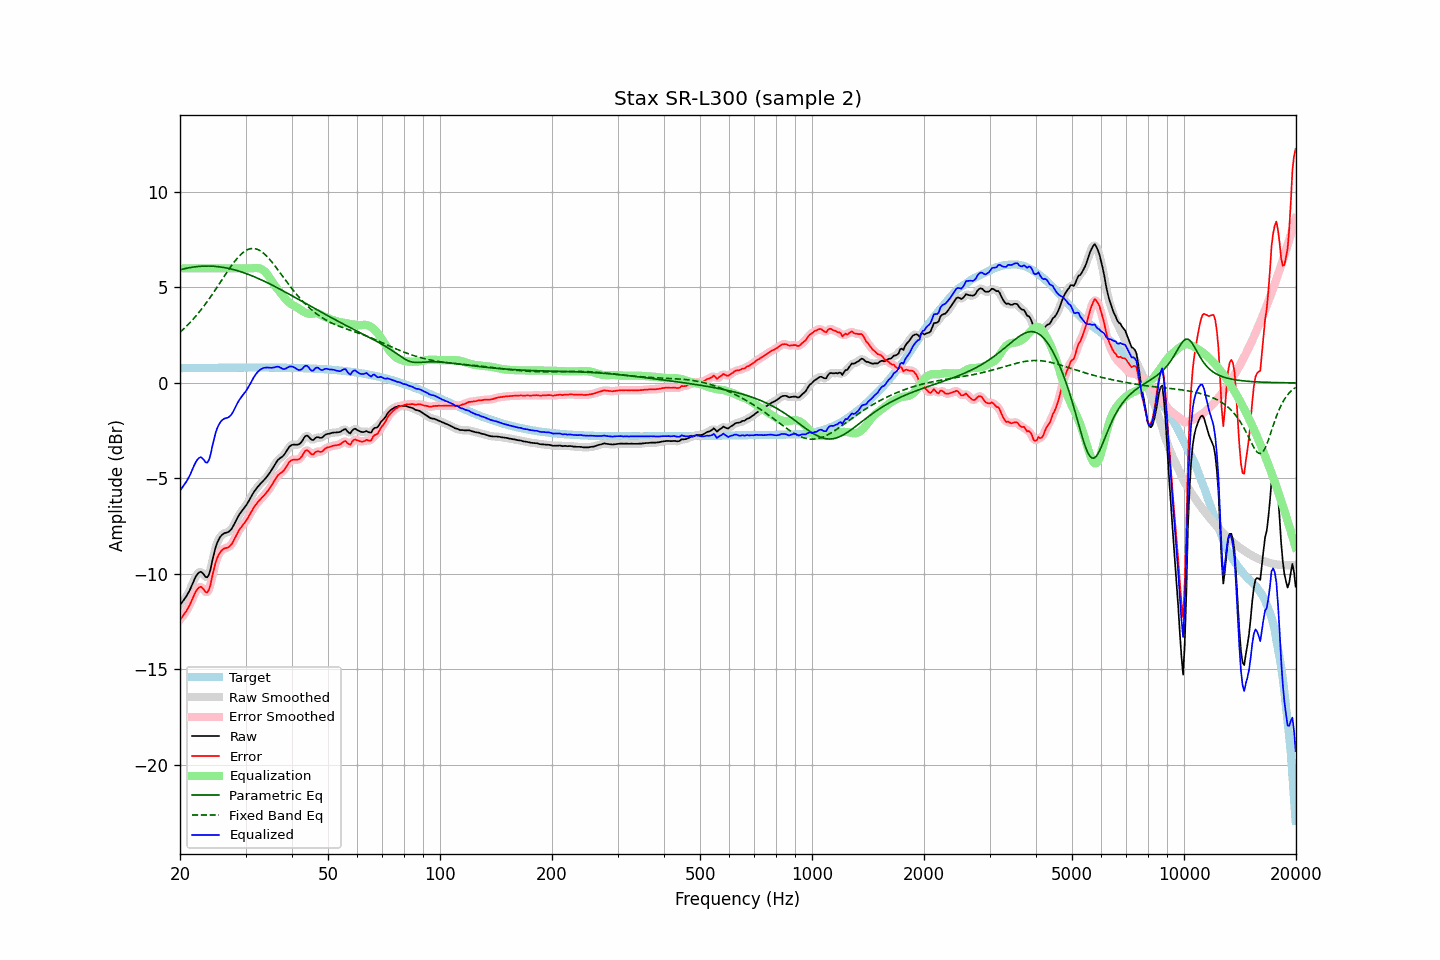 Stax SR-L300 (sample 2)
Amplitude (dBr)
10
5
0
−5
−10
−15
−20
Target
Raw Smoothed
Error Smoothed
Raw
Error
Equalization
Parametric Eq
Fixed Band Eq
Equalized
20
50
100
200
500
1000
2000
5000
10000
20000
Frequency (Hz)